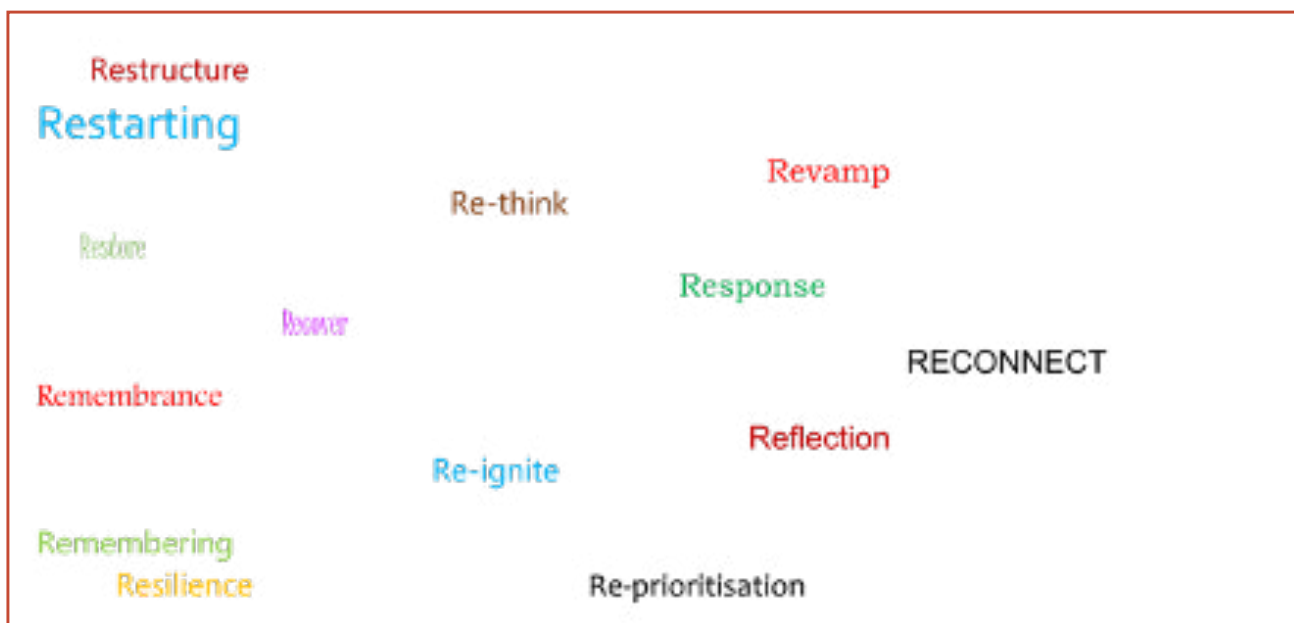 Restructure
Restarting
Revamp
Re-think
Restore
Response
Recover
RECONNECT
Remembrance
Reflection
Re-ignite
Remembering
Resilience
Re-prioritisation